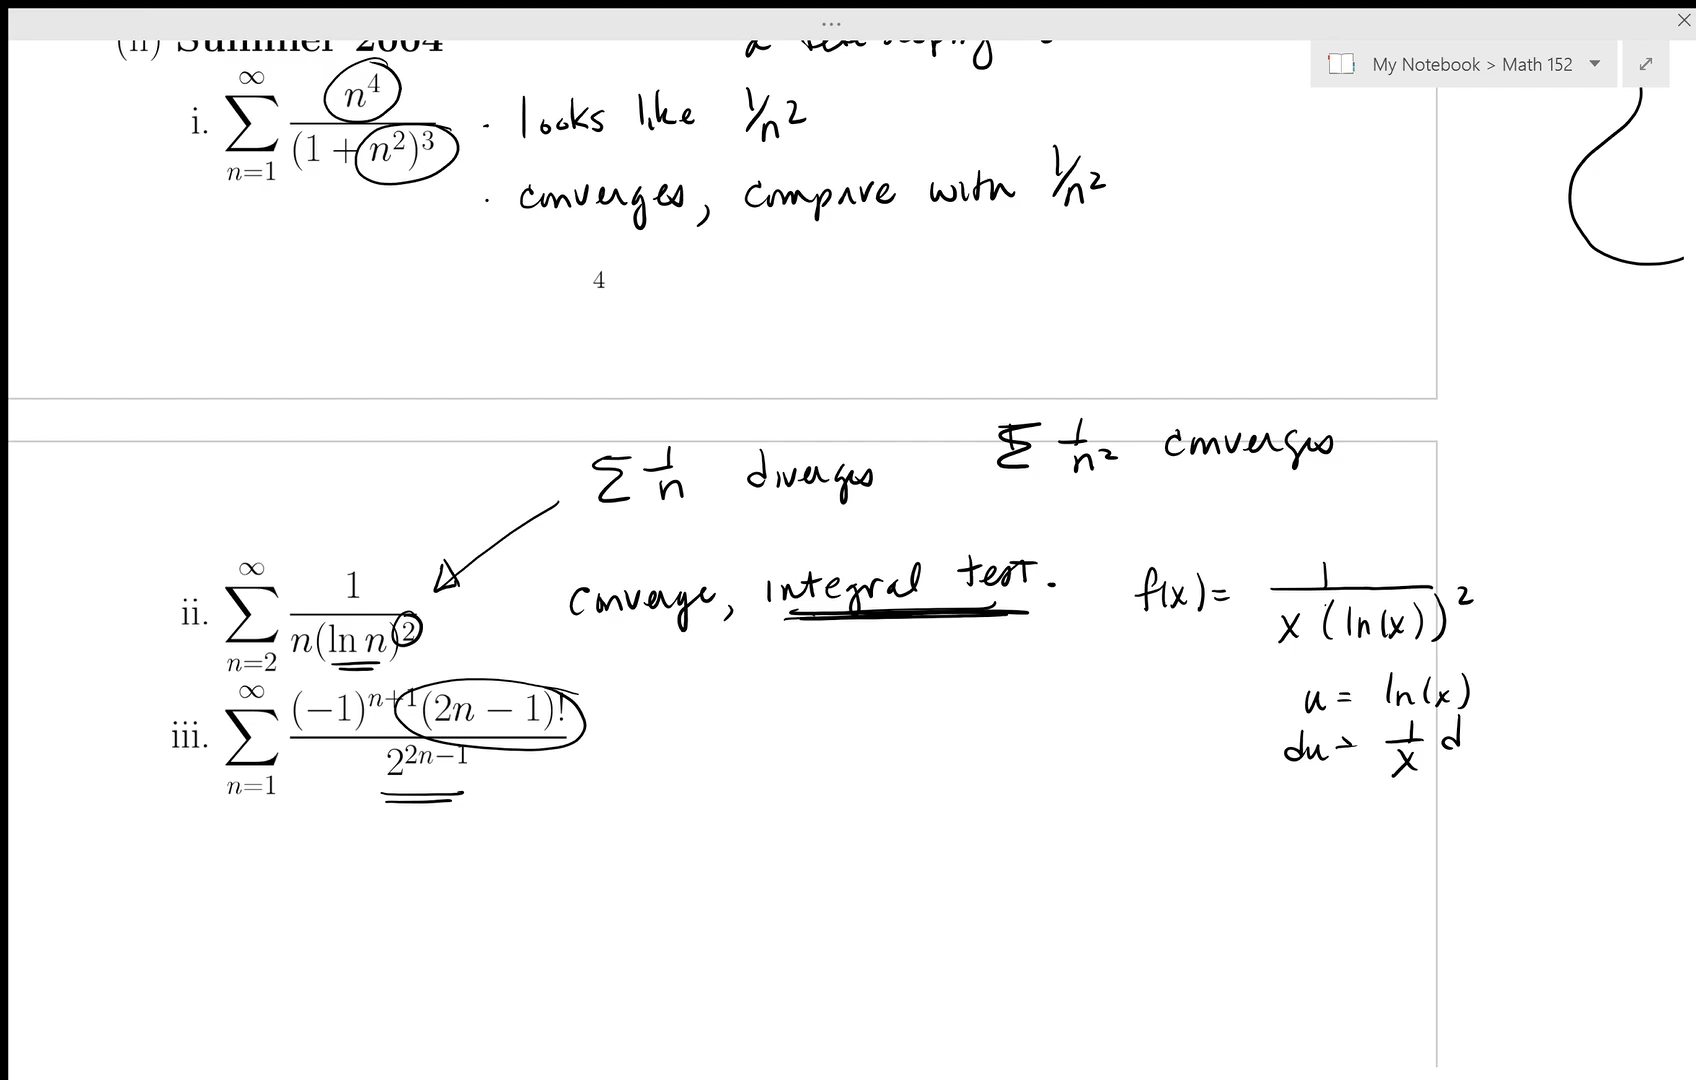 (ii) Summer 2004
My Notebook > Math 152
i. ∑_{n=1}^{∞} n^4/(1 + n^2)^3 · looks like 1/n^2
· converges, compare with 1/n^2
4
∑ 1/n diverges ∑ 1/n^2 converges
ii. ∑_{n=2}^{∞} 1/(n(ln n)^2) converge, integral test. f(x) = 1/(x(ln(x))^2)
u = ln(x)
du = 1/x d
iii. ∑_{n=1}^{∞} (−1)^{n+1}(2n − 1)!/2^{2n−1}